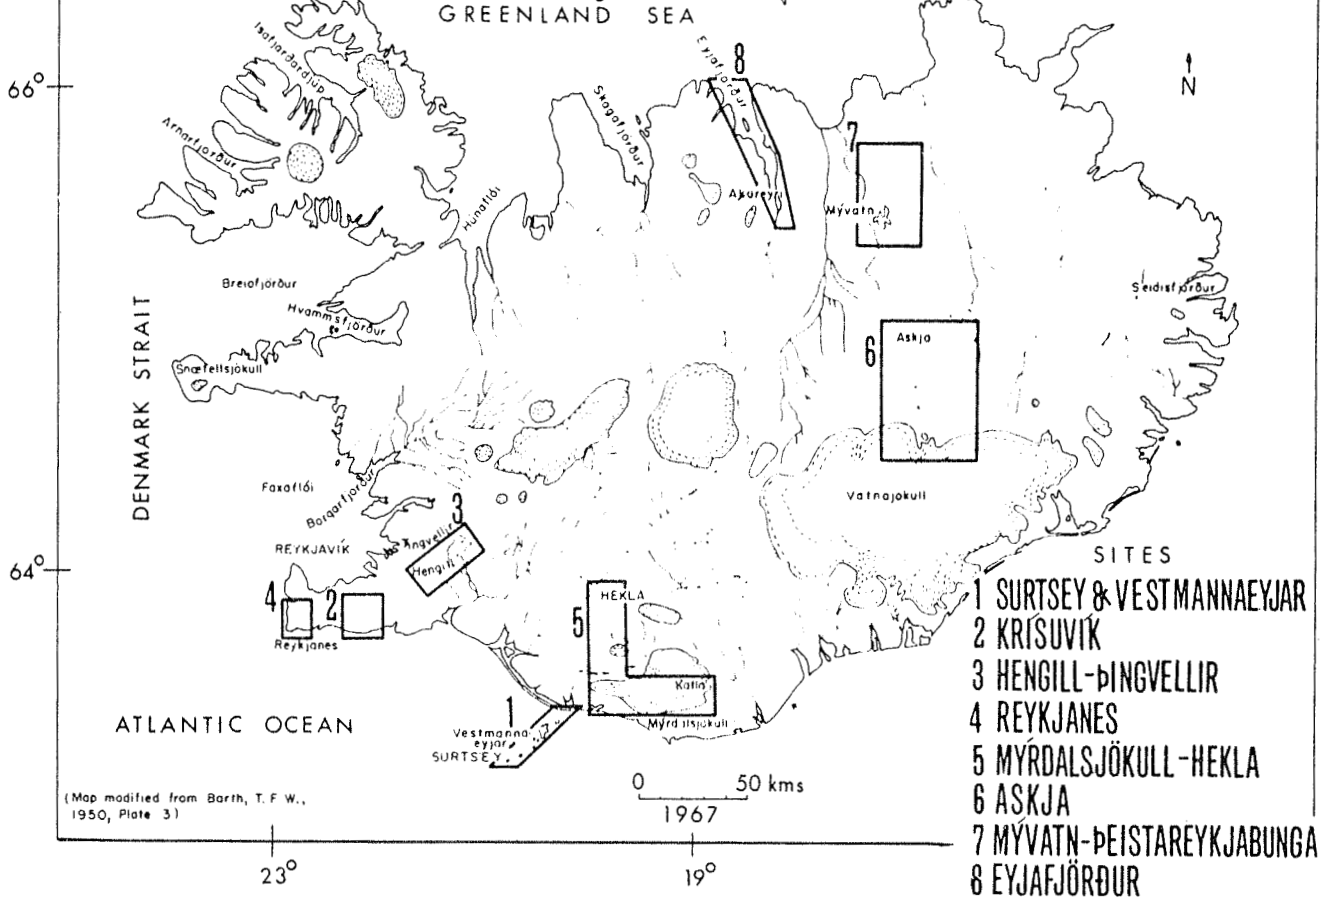 GREENLAND SEA
Isafjarðardjúp
Eyjafjörður
8
66°
N
Skagafjörður
Arnarfjörður
7
Akureyri
Mývatn
Húnaflói
Breiofjörður
Seidisfjörður
Hvammsfjörður
DENMARK STRAIT
Askja
6
Snæfellsjökull
Faxaflói
Borgarfjörður
Vatnajökull
3
Þingvellir
REYKJAVÍK
Hengill
64°
4
2
5
HEKLA
Reykjanes
Katla
Mýrdalsjökull
1
Vestmanna
eyjar
SURTSEY
ATLANTIC OCEAN
0 50 kms
1967
(Map modified from Barth, T. F. W.,
1950, Plate 3)
23° 19°
SITES
1 SURTSEY & VESTMANNAEYJAR
2 KRÍSUVÍK
3 HENGILL-ÞINGVELLIR
4 REYKJANES
5 MÝRDALSJÖKULL-HEKLA
6 ASKJA
7 MÝVATN-ÞEISTAREYKJABUNGA
8 EYJAFJÖRÐUR